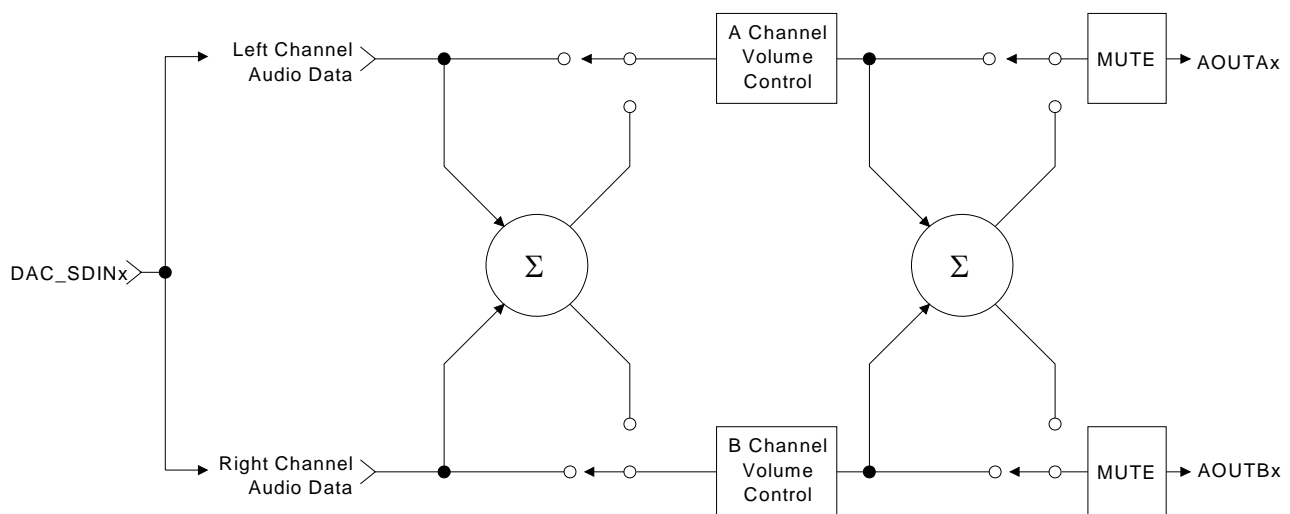 Left Channel
Audio Data
A Channel
Volume
Control
MUTE
AOUTAx
Σ
Σ
DAC_SDINx
Right Channel
Audio Data
B Channel
Volume
Control
MUTE
AOUTBx